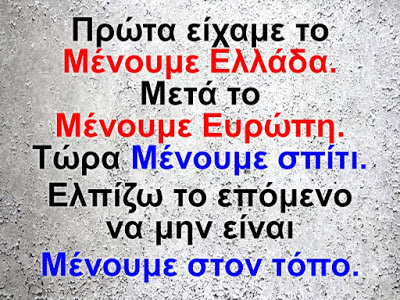 Πρώτα είχαμε το
Μένουμε Ελλάδα.
Μετά το
Μένουμε Ευρώπη.
Τώρα Μένουμε σπίτι.
Ελπίζω το επόμενο
να μην είναι
Μένουμε στον τόπο.